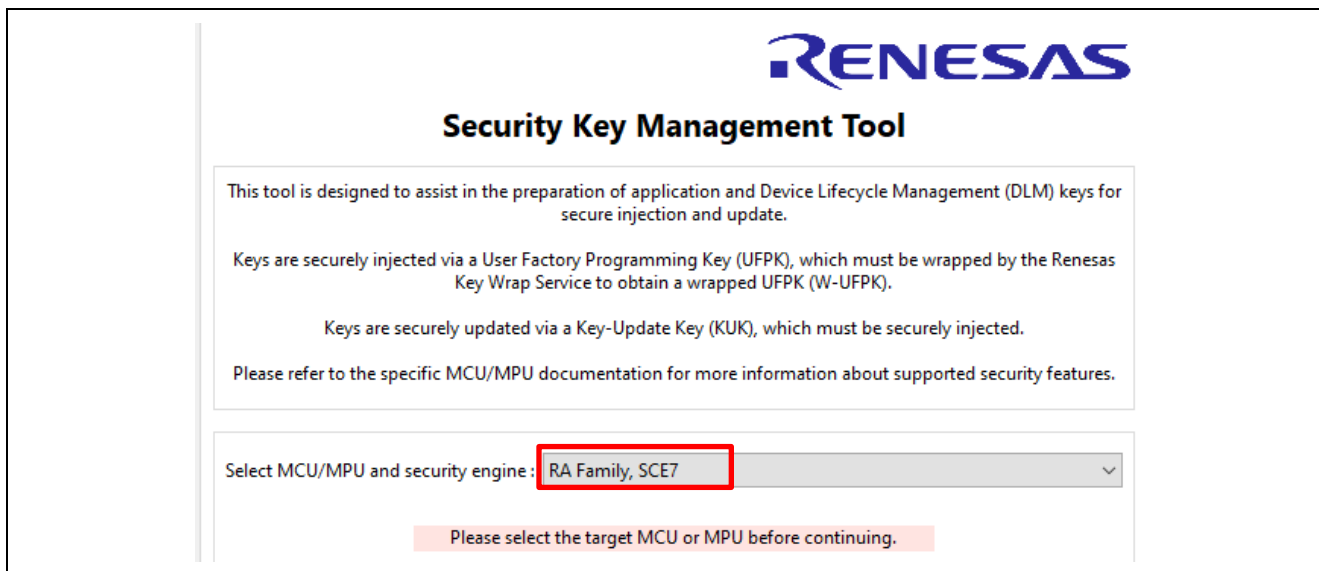 RENESAS
Security Key Management Tool
This tool is designed to assist in the preparation of application and Device Lifecycle Management (DLM) keys for
secure injection and update.
Keys are securely injected via a User Factory Programming Key (UFPK), which must be wrapped by the Renesas
Key Wrap Service to obtain a wrapped UFPK (W-UFPK).
Keys are securely updated via a Key-Update Key (KUK), which must be securely injected.
Please refer to the specific MCU/MPU documentation for more information about supported security features.
Select MCU/MPU and security engine : RA Family, SCE7
Please select the target MCU or MPU before continuing.